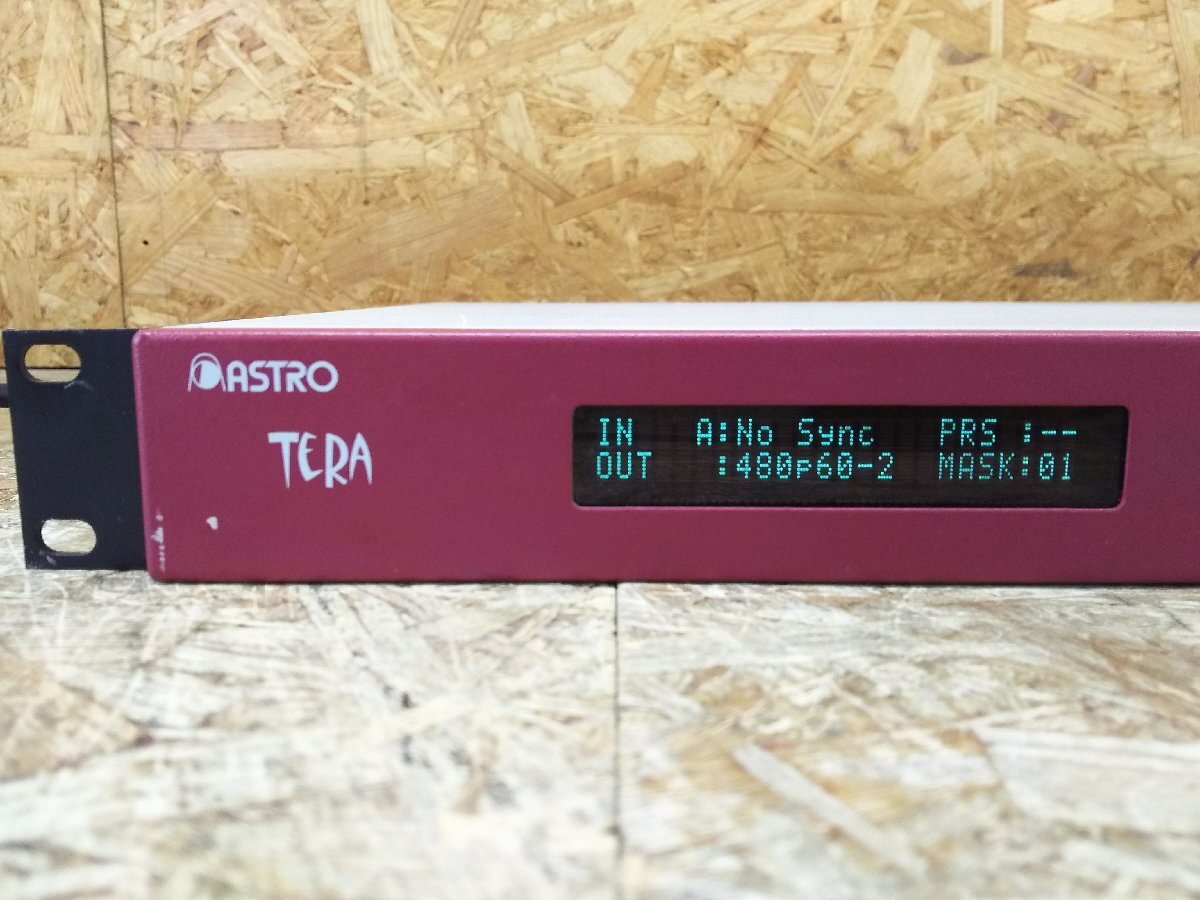 ASTRO
TERA
IN A:No Sync PRS :--
OUT :480p60-2 MASK:01